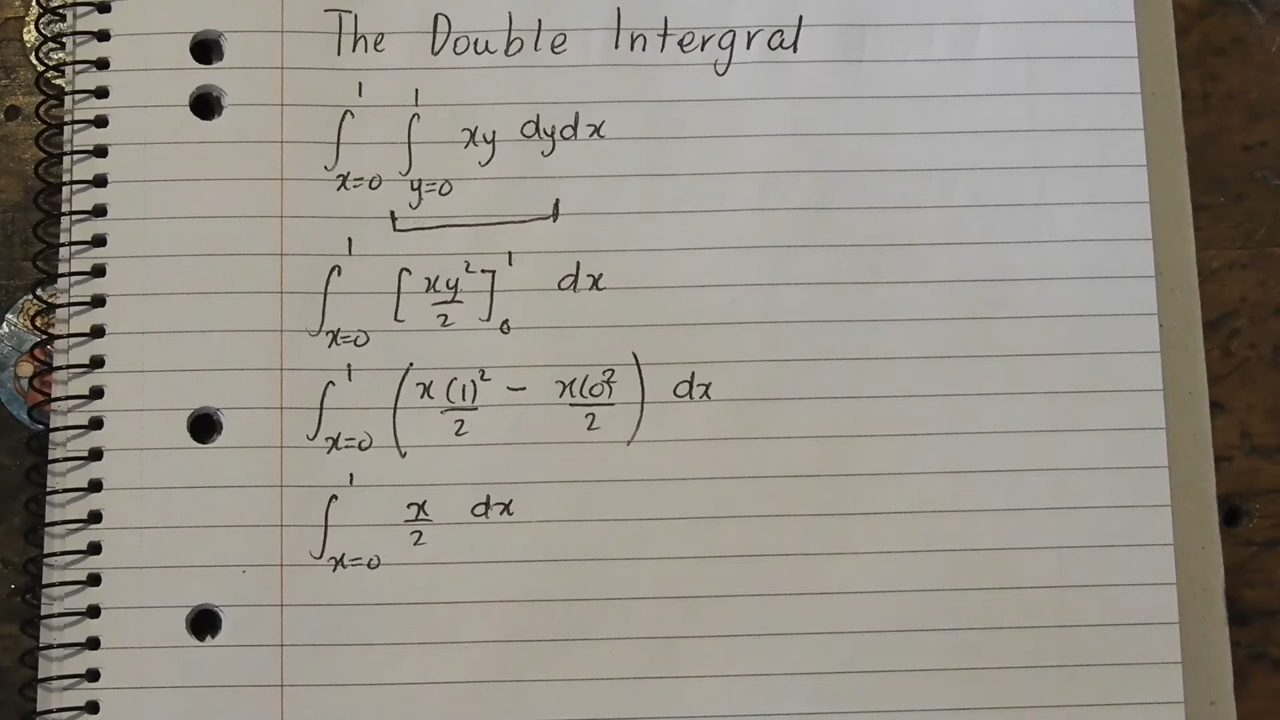 The Double Intergral
∫_{x=0}^{1} ∫_{y=0}^{1} xy dydx
∫_{x=0}^{1} [xy²/2]_{0}^{1} dx
∫_{x=0}^{1} (x(1)²/2 - x(0)²/2) dx
∫_{x=0}^{1} x/2 dx